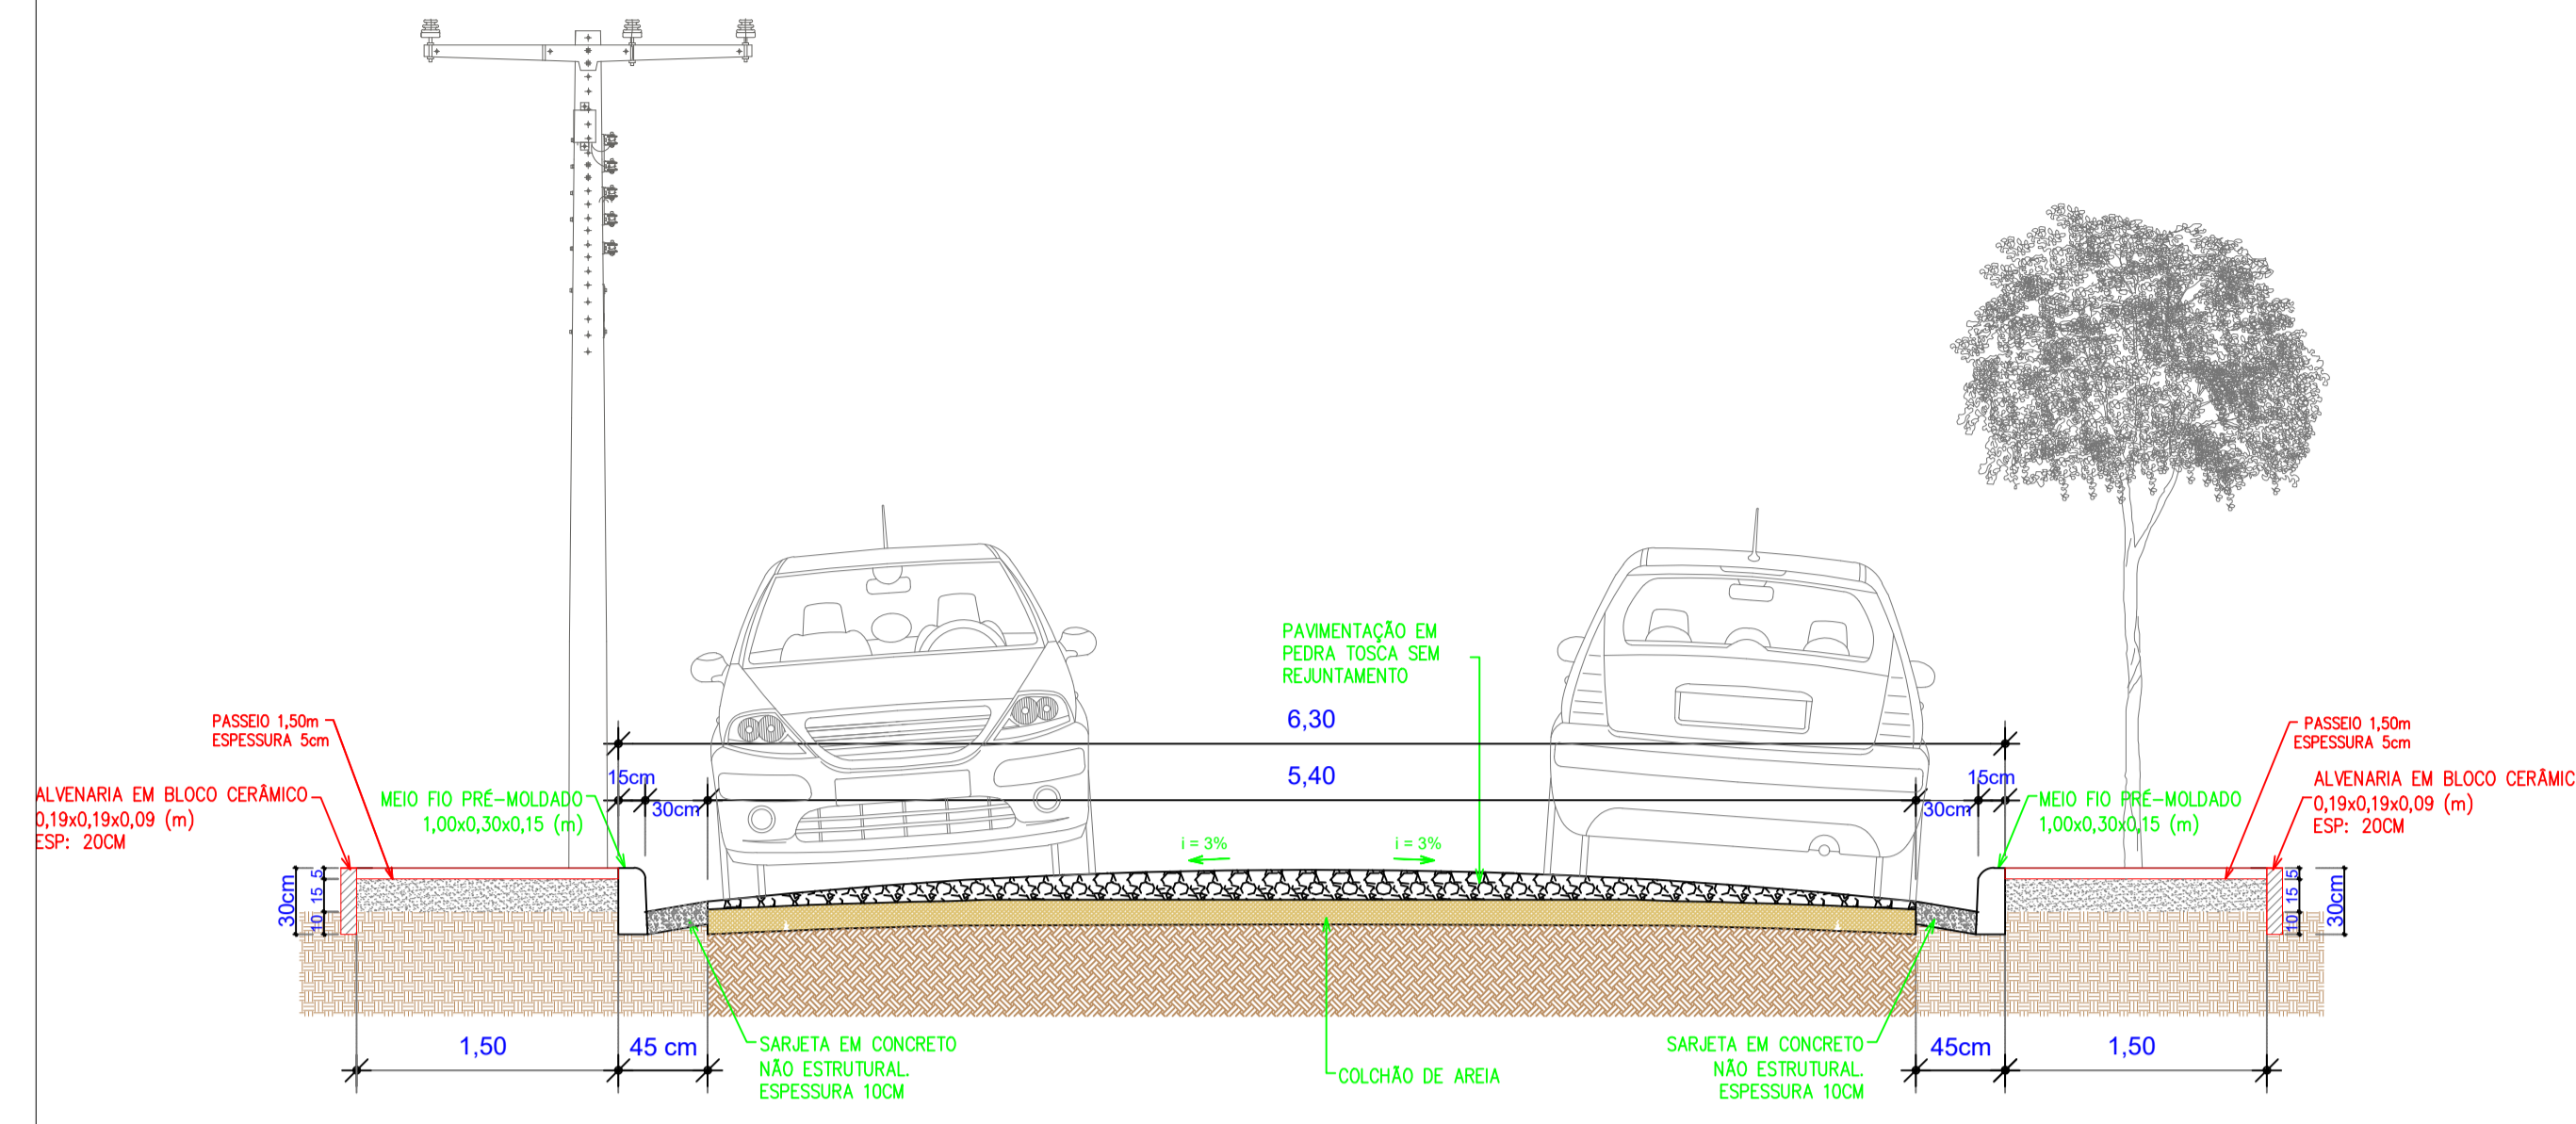 PAVIMENTAÇÃO EM
PEDRA TOSCA SEM
REJUNTAMENTO
6,30
5,40
PASSEIO 1,50m
ESPESSURA 5cm
ALVENARIA EM BLOCO CERÂMICO
0,19x0,19x0,09 (m)
ESP: 20CM
MEIO FIO PRÉ-MOLDADO
1,00x0,30x0,15 (m)
15cm
30cm
i = 3%
i = 3%
15cm
30cm
MEIO FIO PRÉ-MOLDADO
1,00x0,30x0,15 (m)
PASSEIO 1,50m
ESPESSURA 5cm
ALVENARIA EM BLOCO CERÂMIC
0,19x0,19x0,09 (m)
ESP: 20CM
30cm
5
15
10
5
15
10
30cm
1,50
45 cm
SARJETA EM CONCRETO
NÃO ESTRUTURAL.
ESPESSURA 10CM
COLCHÃO DE AREIA
SARJETA EM CONCRETO
NÃO ESTRUTURAL.
ESPESSURA 10CM
45cm
1,50